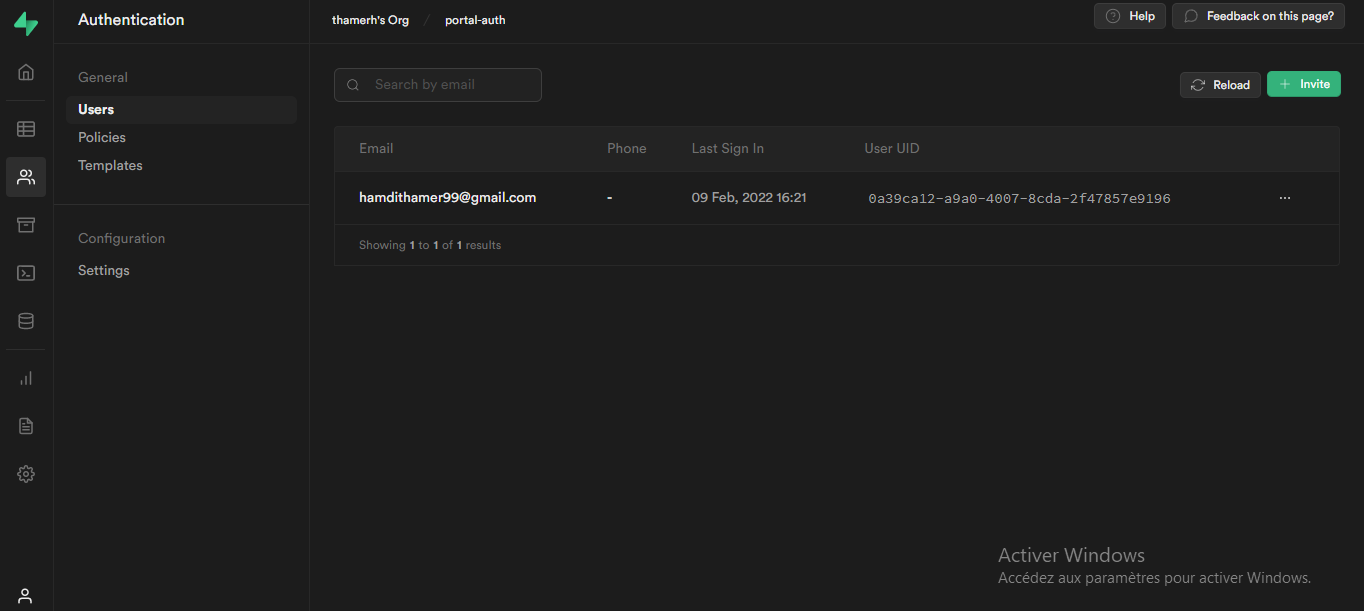 Authentication
thamerh's Org / portal-auth
Help
Feedback on this page?
General
Users
Policies
Templates
Configuration
Settings
Search by email
Reload
+ Invite
Email Phone Last Sign In User UID
hamdithamer99@gmail.com - 09 Feb, 2022 16:21 0a39ca12-a9a0-4007-8cda-2f47857e9196 ...
Showing 1 to 1 of 1 results
Activer Windows
Accédez aux paramètres pour activer Windows.